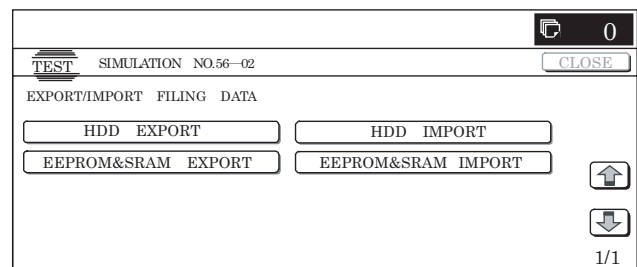 0
TEST SIMULATION NO.56—02 CLOSE
EXPORT/IMPORT FILING DATA
HDD EXPORT HDD IMPORT
EEPROM&SRAM EXPORT EEPROM&SRAM IMPORT
1/1